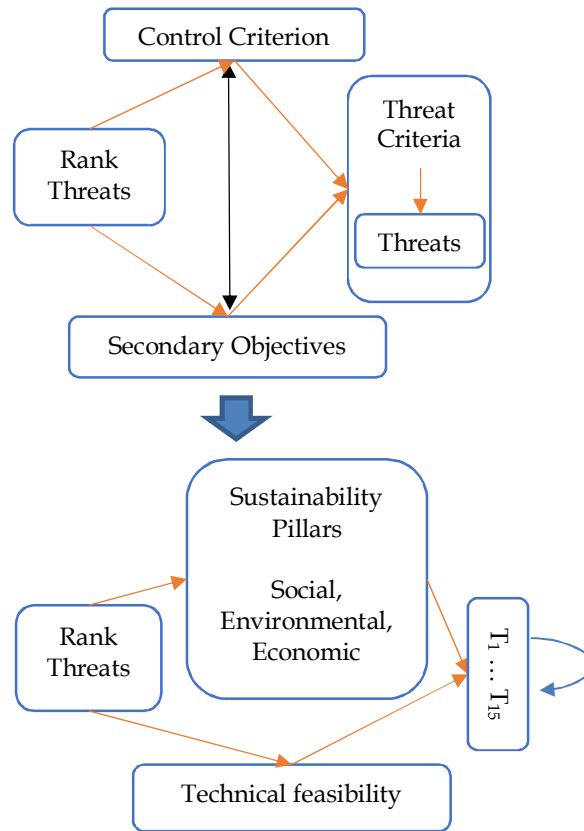 Control Criterion
Threat
Criteria
Rank
Threats
Threats
Secondary Objectives
Sustainability
Pillars
Social,
Environmental,
Economic
Rank
Threats
T₁ … T₁₅
Technical feasibility